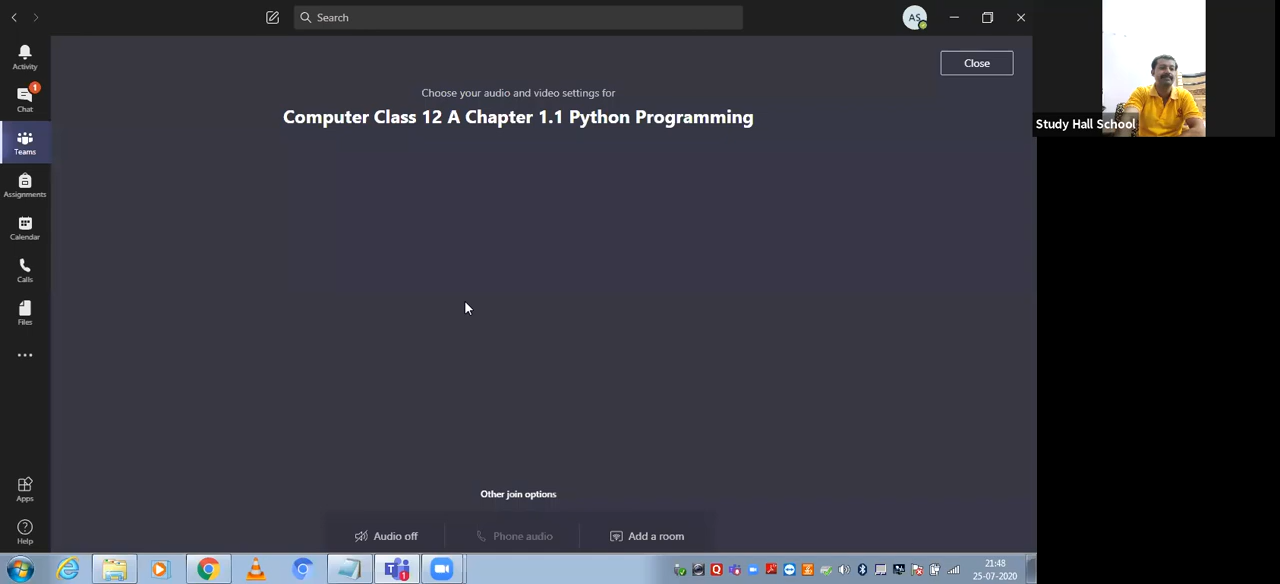 Search
AS
Activity
1
Chat
Teams
Assignments
Calendar
Calls
Files
Apps
Help
Close
Choose your audio and video settings for
Computer Class 12 A Chapter 1.1 Python Programming
Other join options
Audio off
Phone audio
Add a room
Study Hall School
1
21:48
25-07-2020